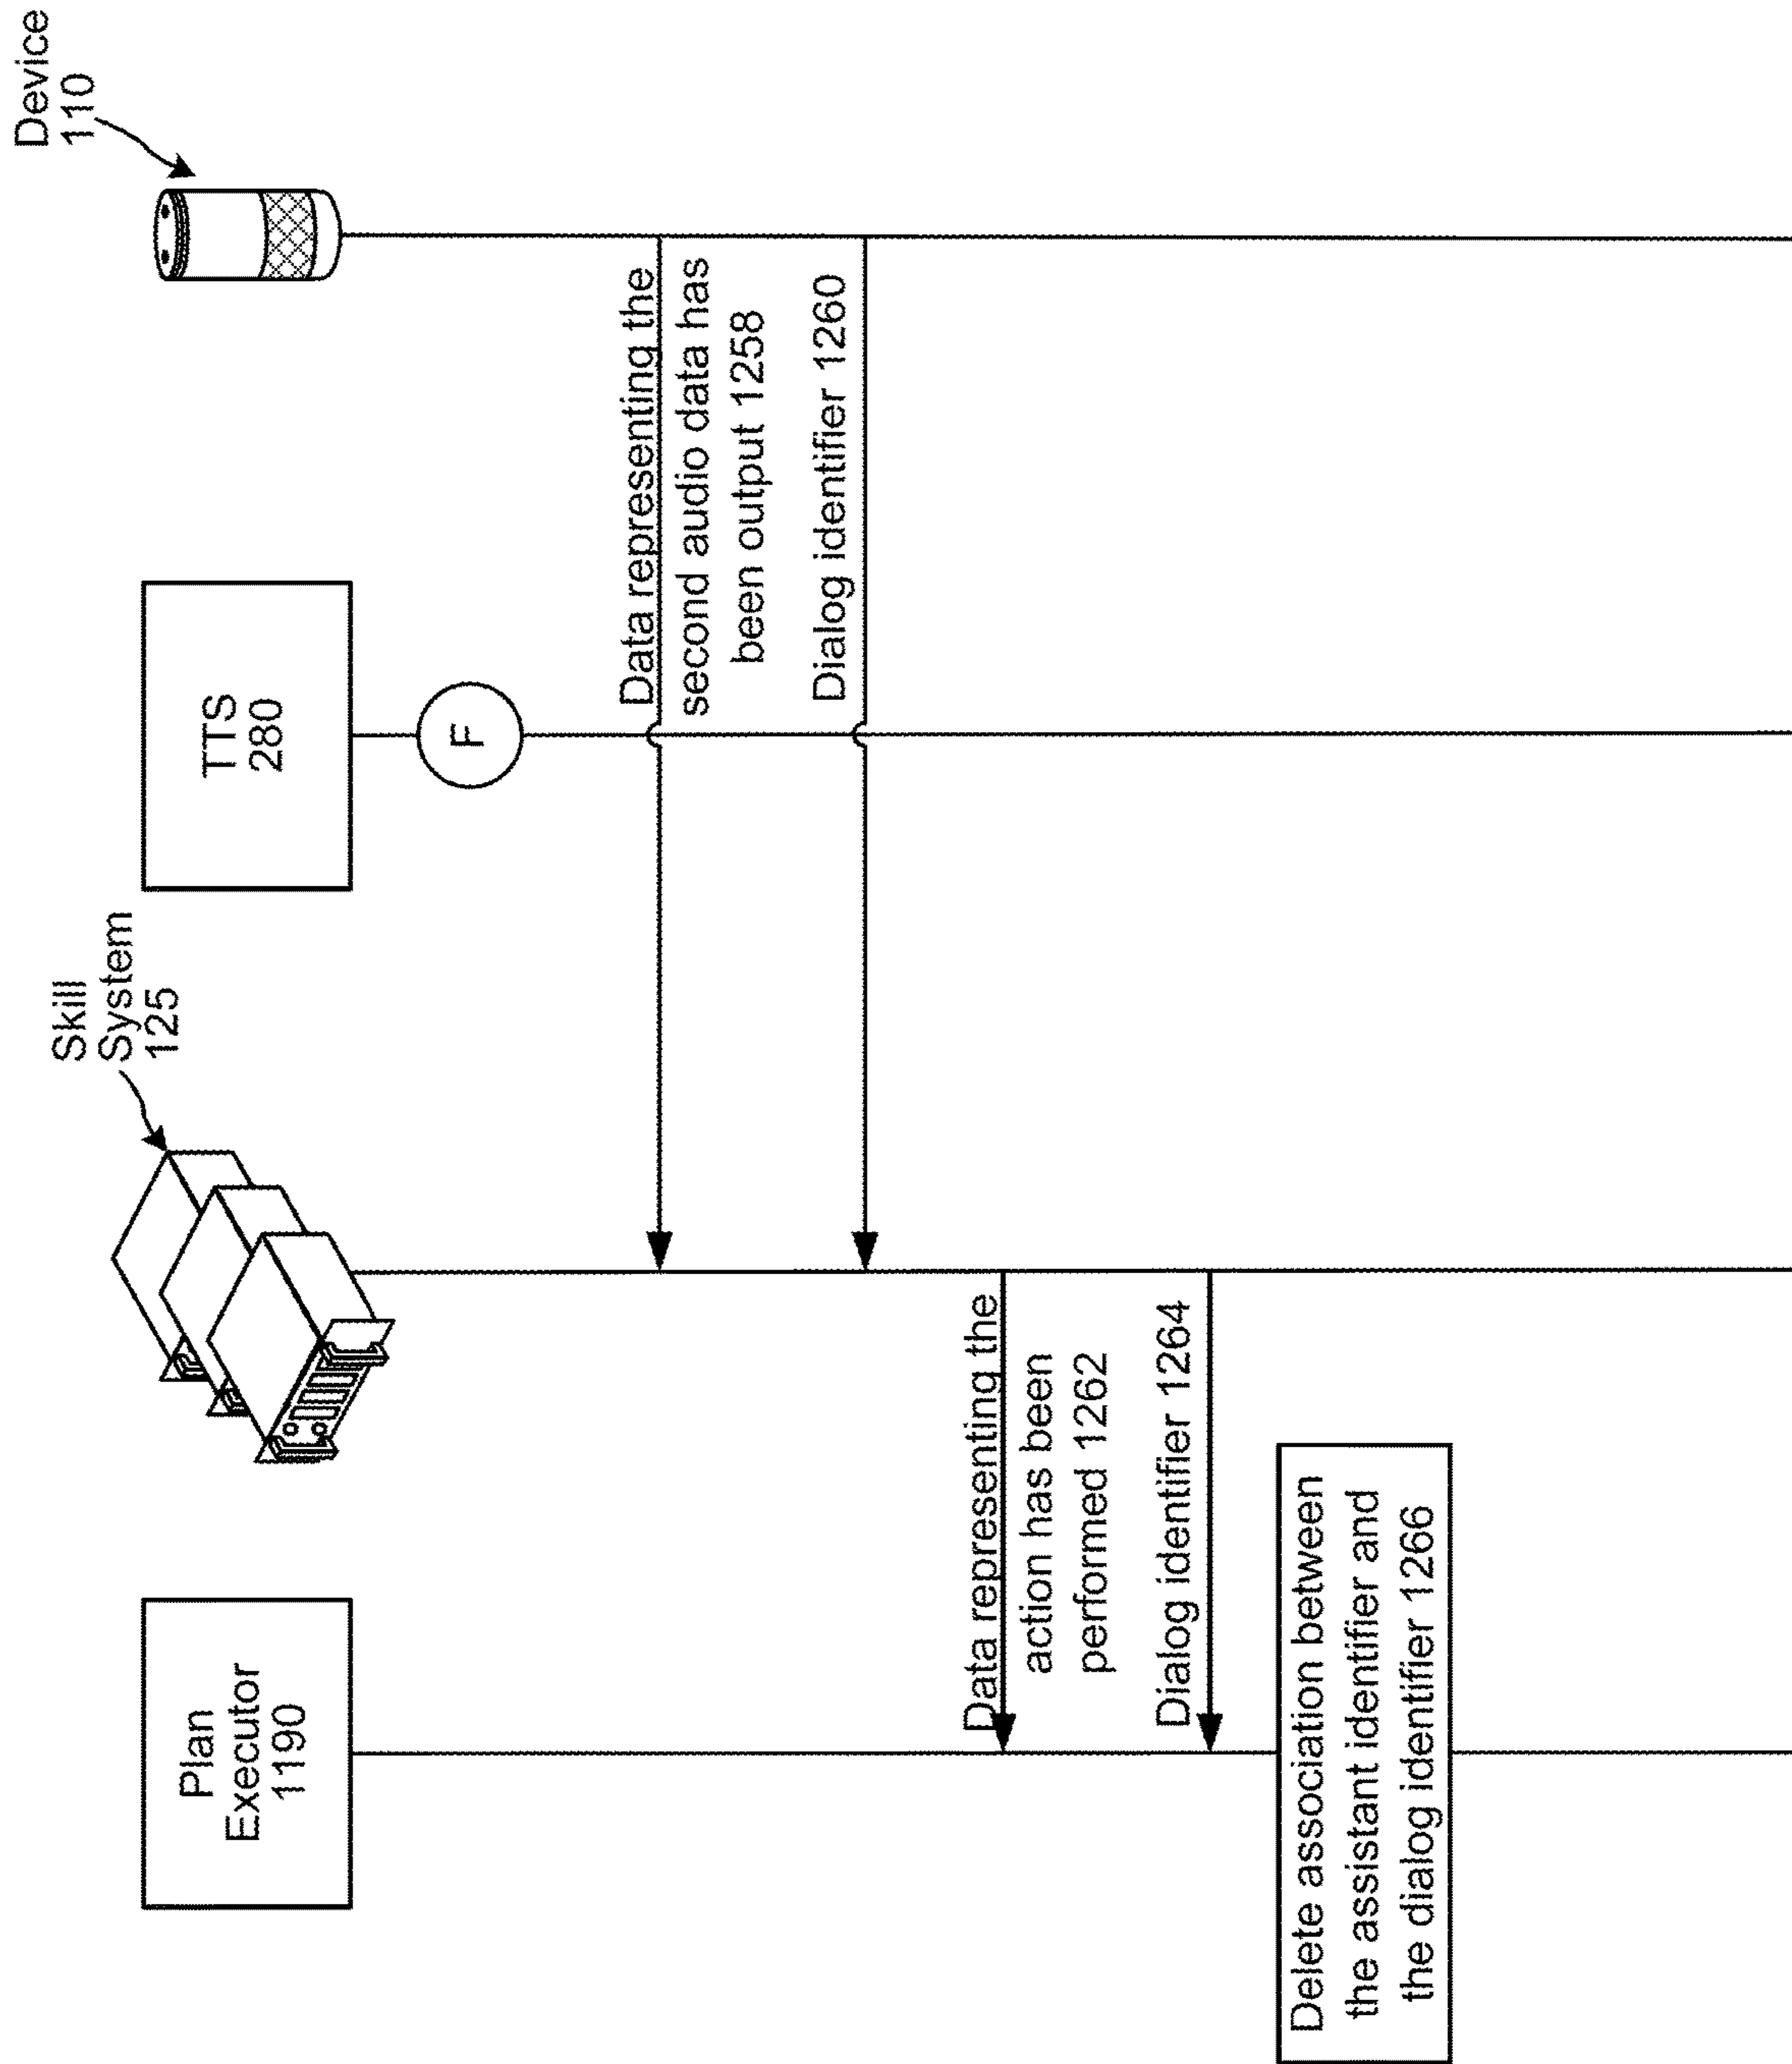 Plan
Executor
1190
Skill
System
125
TTS
280
Device
110
F
Data representing the
second audio data has
been output 1258
Dialog identifier 1260
Data representing the
action has been
performed 1262
Dialog identifier 1264
Delete association between
the assistant identifier and
the dialog identifier 1266